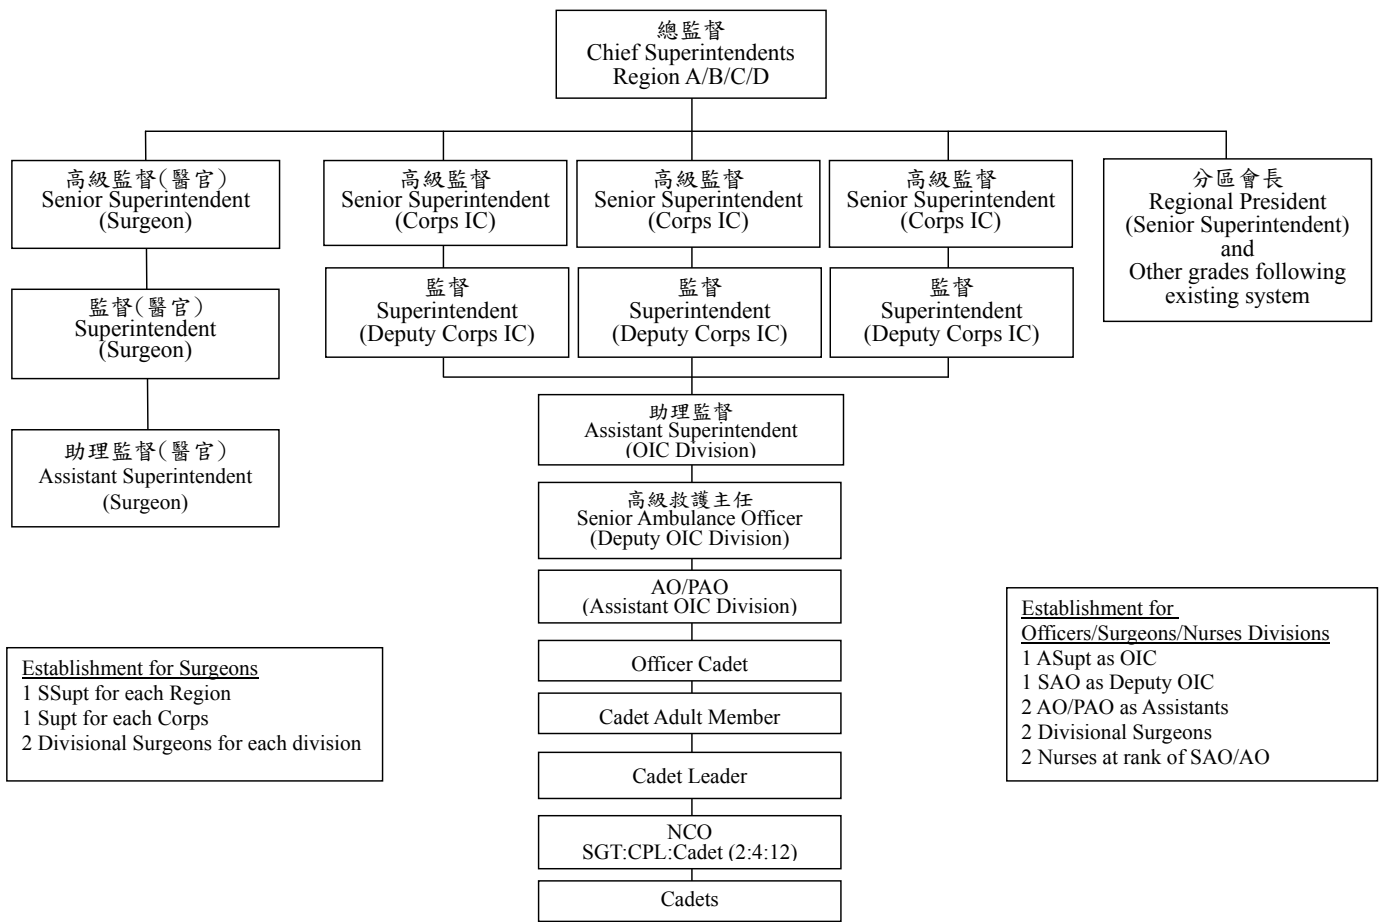 總監督
Chief Superintendents
Region A/B/C/D
高級監督(醫官)
Senior Superintendent
(Surgeon)
高級監督
Senior Superintendent
(Corps IC)
高級監督
Senior Superintendent
(Corps IC)
高級監督
Senior Superintendent
(Corps IC)
分區會長
Regional President
(Senior Superintendent)
and
Other grades following
existing system
監督(醫官)
Superintendent
(Surgeon)
監督
Superintendent
(Deputy Corps IC)
監督
Superintendent
(Deputy Corps IC)
監督
Superintendent
(Deputy Corps IC)
助理監督(醫官)
Assistant Superintendent
(Surgeon)
助理監督
Assistant Superintendent
(OIC Division)
高級救護主任
Senior Ambulance Officer
(Deputy OIC Division)
AO/PAO
(Assistant OIC Division)
Officer Cadet
Cadet Adult Member
Cadet Leader
NCO
SGT:CPL:Cadet (2:4:12)
Cadets
Establishment for Surgeons
1 SSupt for each Region
1 Supt for each Corps
2 Divisional Surgeons for each division
Establishment for
Officers/Surgeons/Nurses Divisions
1 ASupt as OIC
1 SAO as Deputy OIC
2 AO/PAO as Assistants
2 Divisional Surgeons
2 Nurses at rank of SAO/AO